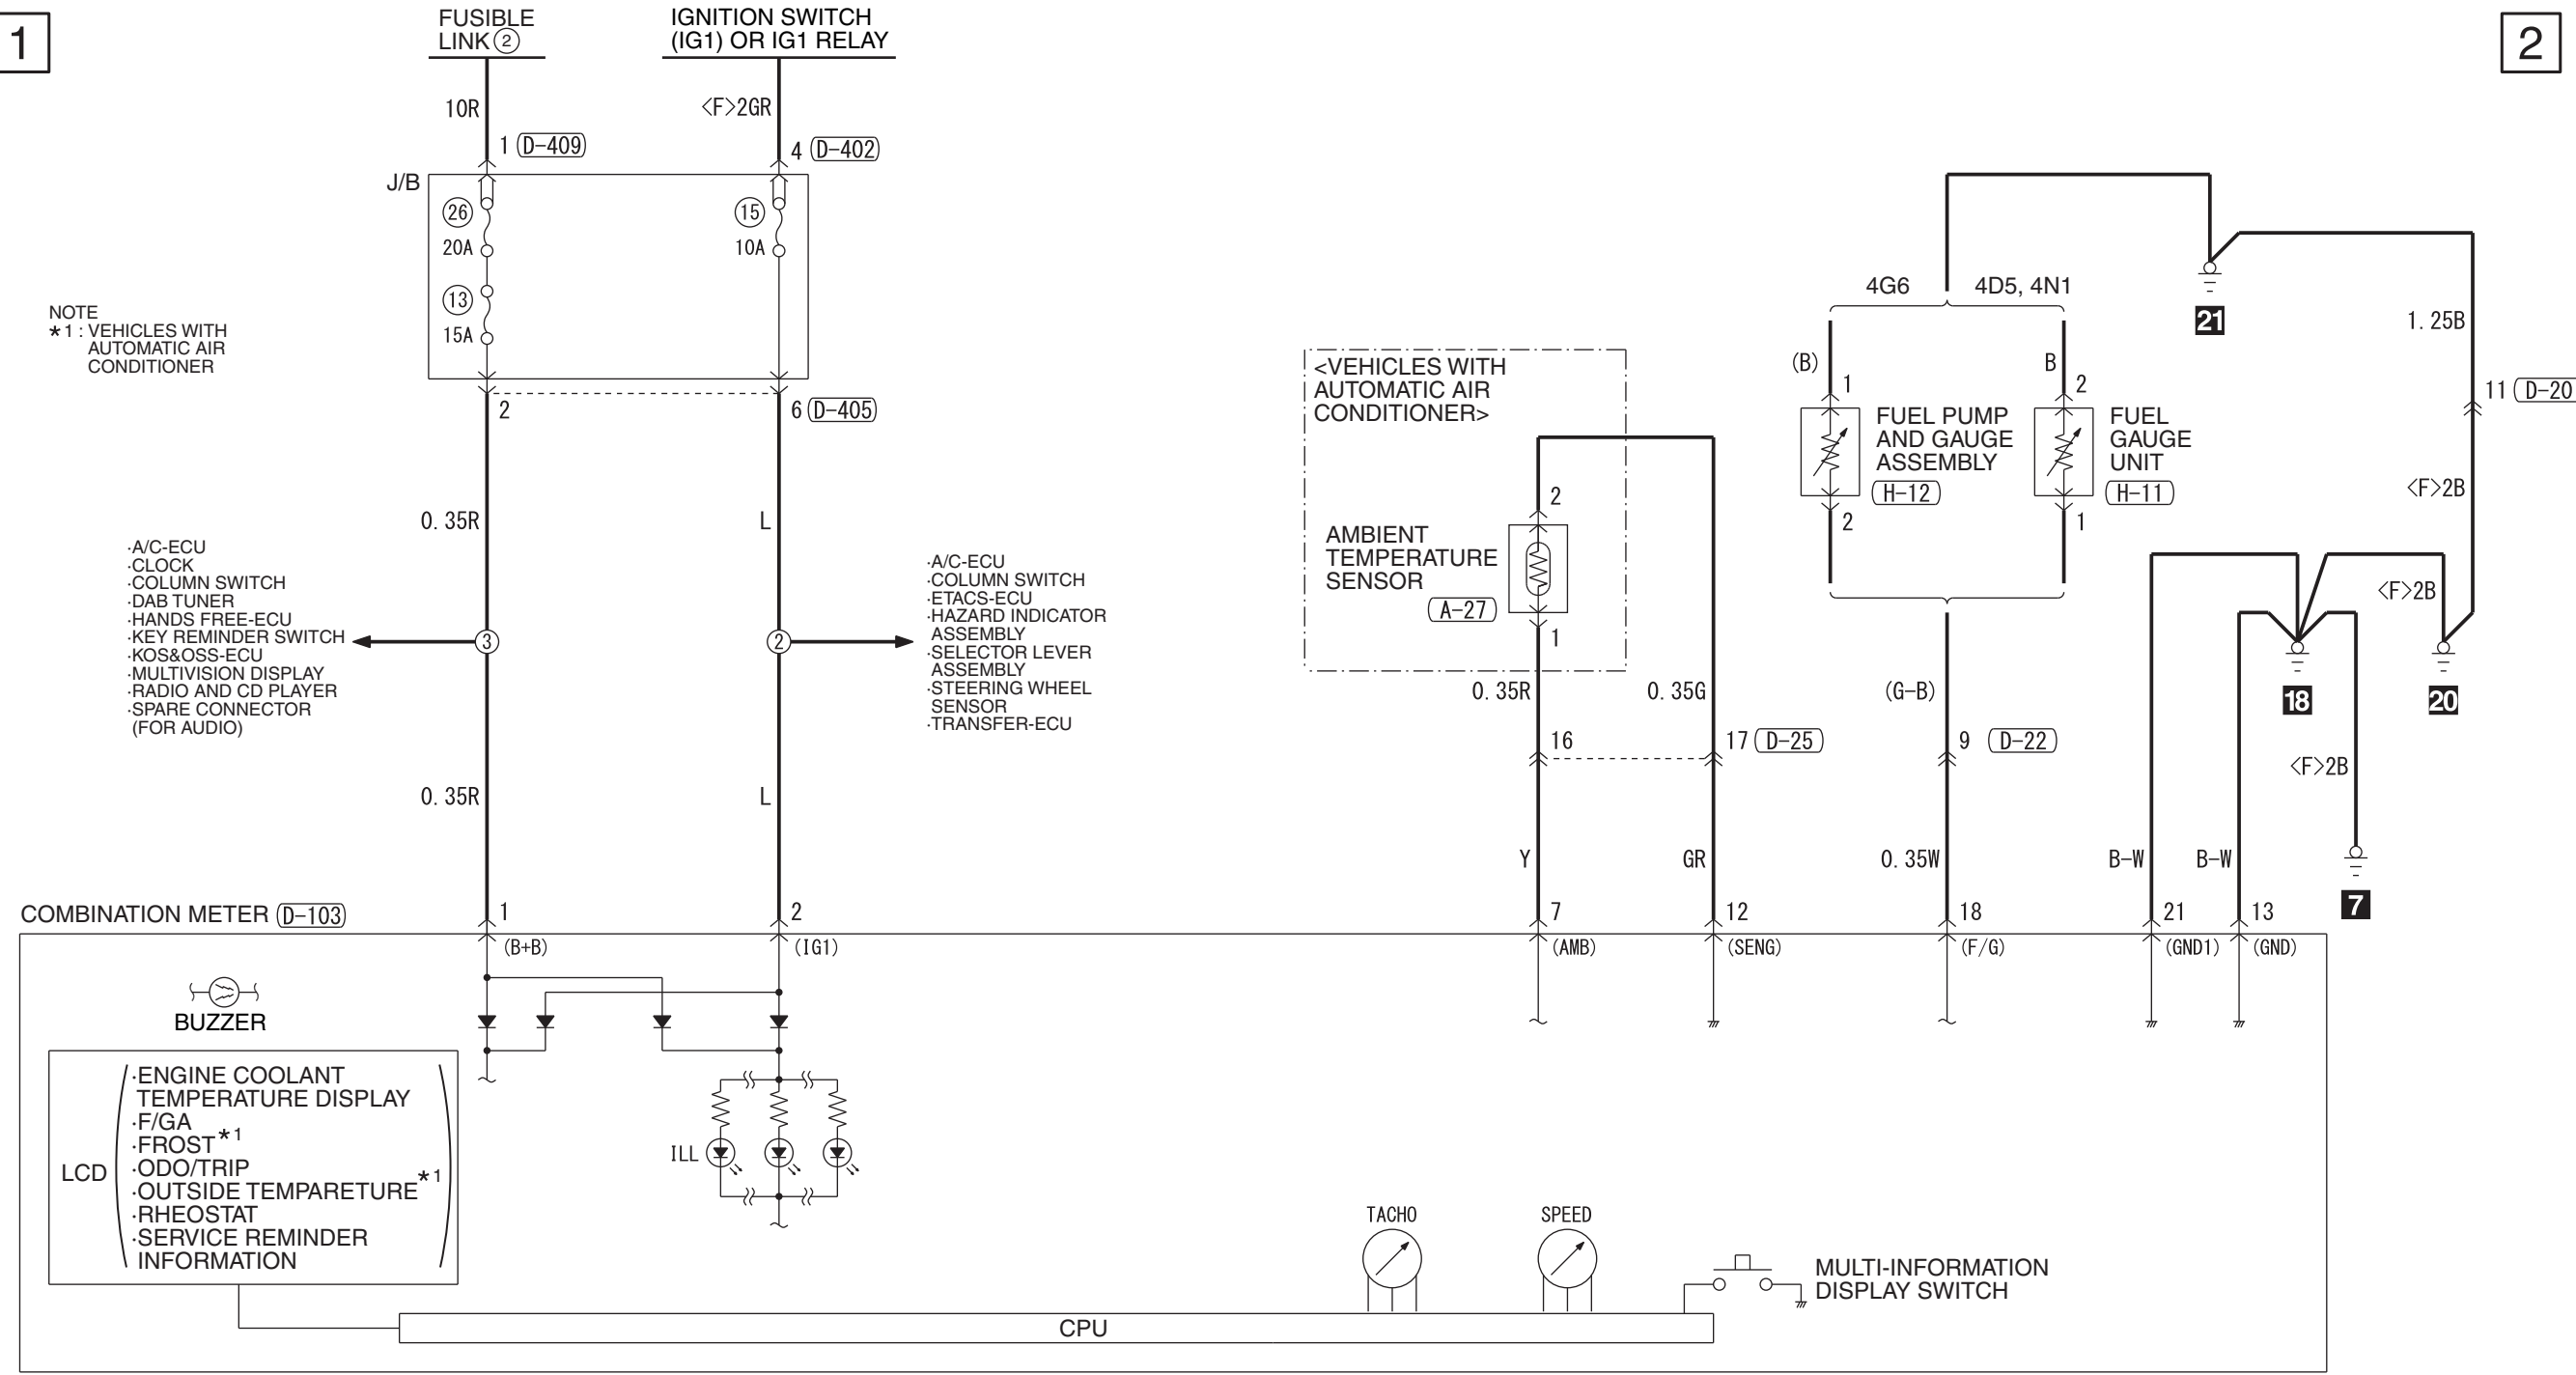 1
2
FUSIBLE
LINK ②
IGNITION SWITCH
(IG1) OR IG1 RELAY
10R
<F>2GR
1 D-409
4 D-402
J/B
26
20A
15
10A
13
15A
NOTE
*1 : VEHICLES WITH
AUTOMATIC AIR
CONDITIONER
2
6 D-405
0. 35R
L
·A/C-ECU
·CLOCK
·COLUMN SWITCH
·DAB TUNER
·HANDS FREE-ECU
·KEY REMINDER SWITCH
·KOS&OSS-ECU
·MULTIVISION DISPLAY
·RADIO AND CD PLAYER
·SPARE CONNECTOR
(FOR AUDIO)
3
2
·A/C-ECU
·COLUMN SWITCH
·ETACS-ECU
·HAZARD INDICATOR
ASSEMBLY
·SELECTOR LEVER
ASSEMBLY
·STEERING WHEEL
SENSOR
·TRANSFER-ECU
0. 35R
L
<VEHICLES WITH
AUTOMATIC AIR
CONDITIONER>
2
AMBIENT
TEMPERATURE
SENSOR
A-27
1
0. 35R
0. 35G
16
17 D-25
Y
GR
4G6
4D5, 4N1
(B)
1
B
2
FUEL PUMP
AND GAUGE
ASSEMBLY
H-12
2
FUEL
GAUGE
UNIT
H-11
1
(G-B)
9 D-22
0. 35W
21
1. 25B
11 D-20
<F>2B
<F>2B
18
20
<F>2B
B-W
B-W
7
COMBINATION METER D-103
1
2
7
12
18
21
13
(B+B)
(IG1)
(AMB)
(SENG)
(F/G)
(GND1)
(GND)
BUZZER
LCD
·ENGINE COOLANT
TEMPERATURE DISPLAY
·F/GA
·FROST*1
·ODO/TRIP
·OUTSIDE TEMPARETURE*1
·RHEOSTAT
·SERVICE REMINDER
INFORMATION
ILL
TACHO
SPEED
MULTI-INFORMATION
DISPLAY SWITCH
CPU